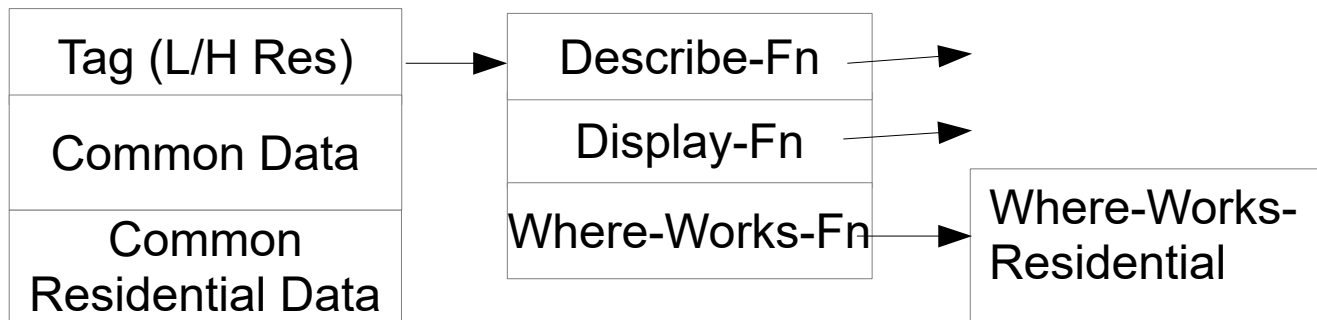 Tag (L/H Res)
Common Data
Common
Residential Data
Describe-Fn
Display-Fn
Where-Works-Fn
Where-Works-
Residential